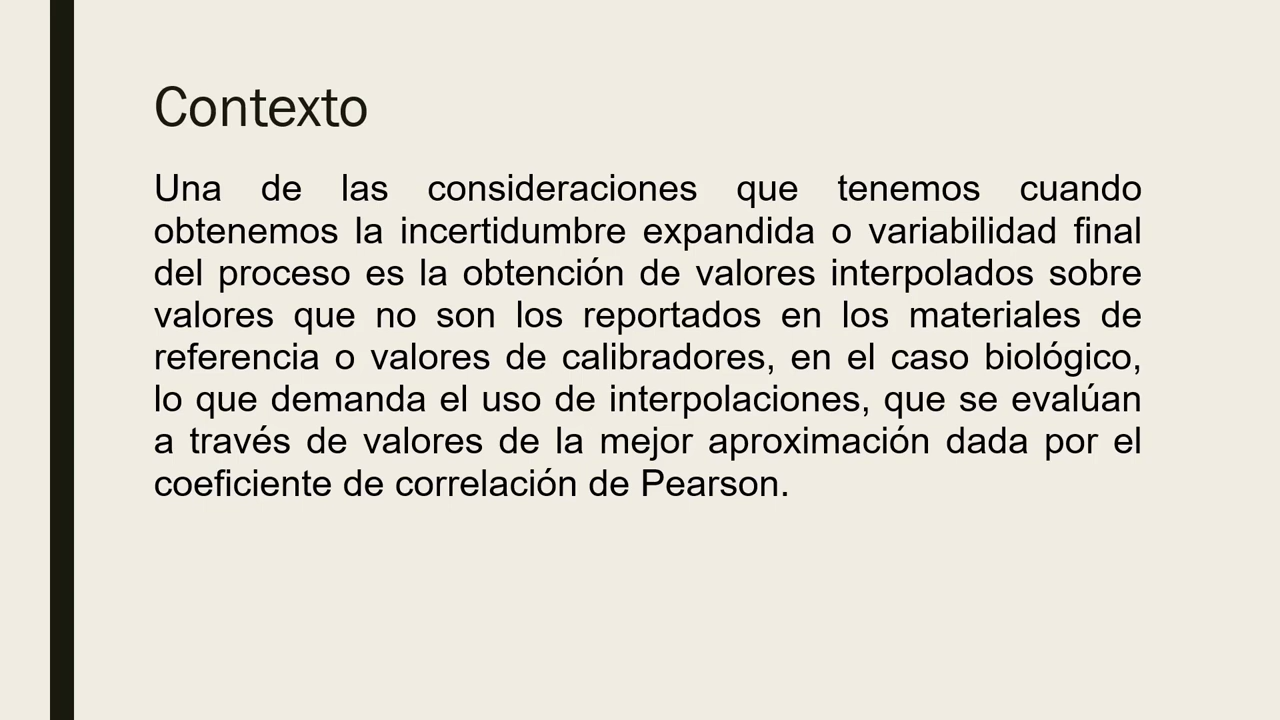 Contexto
Una de las consideraciones que tenemos cuando
obtenemos la incertidumbre expandida o variabilidad final
del proceso es la obtención de valores interpolados sobre
valores que no son los reportados en los materiales de
referencia o valores de calibradores, en el caso biológico,
lo que demanda el uso de interpolaciones, que se evalúan
a través de valores de la mejor aproximación dada por el
coeficiente de correlación de Pearson.